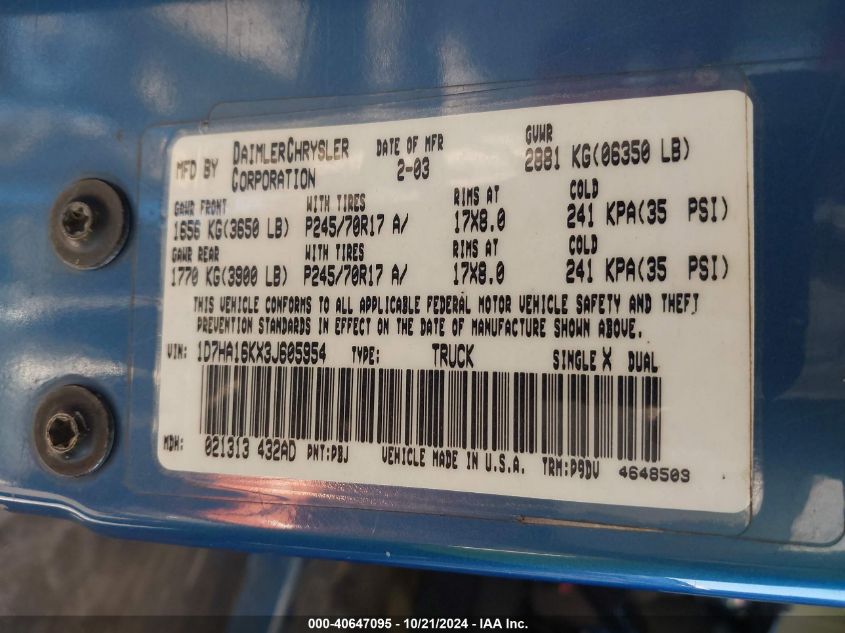 MFD BY DAIMLERCHRYSLER CORPORATION DATE OF MFR 2-03 GVWR 2881 KG(06350 LB)
GAWR FRONT WITH TIRES RIMS AT COLD
1656 KG(3650 LB) P245/70R17 A/ 17X8.0 241 KPA(35 PSI)
GAWR REAR WITH TIRES RIMS AT COLD
1770 KG(3900 LB) P245/70R17 A/ 17X8.0 241 KPA(35 PSI)
THIS VEHICLE CONFORMS TO ALL APPLICABLE FEDERAL MOTOR VEHICLE SAFETY AND THEFT
PREVENTION STANDARDS IN EFFECT ON THE DATE OF MANUFACTURE SHOWN ABOVE.
VIN: 1D7HA16KX3J605954 TYPE: TRUCK SINGLE X DUAL
MDH: 021313 432AD PNT:PBJ VEHICLE MADE IN U.S.A. TRM:D9DV 4648503
000-40647095 - 10/21/2024 - IAA Inc.